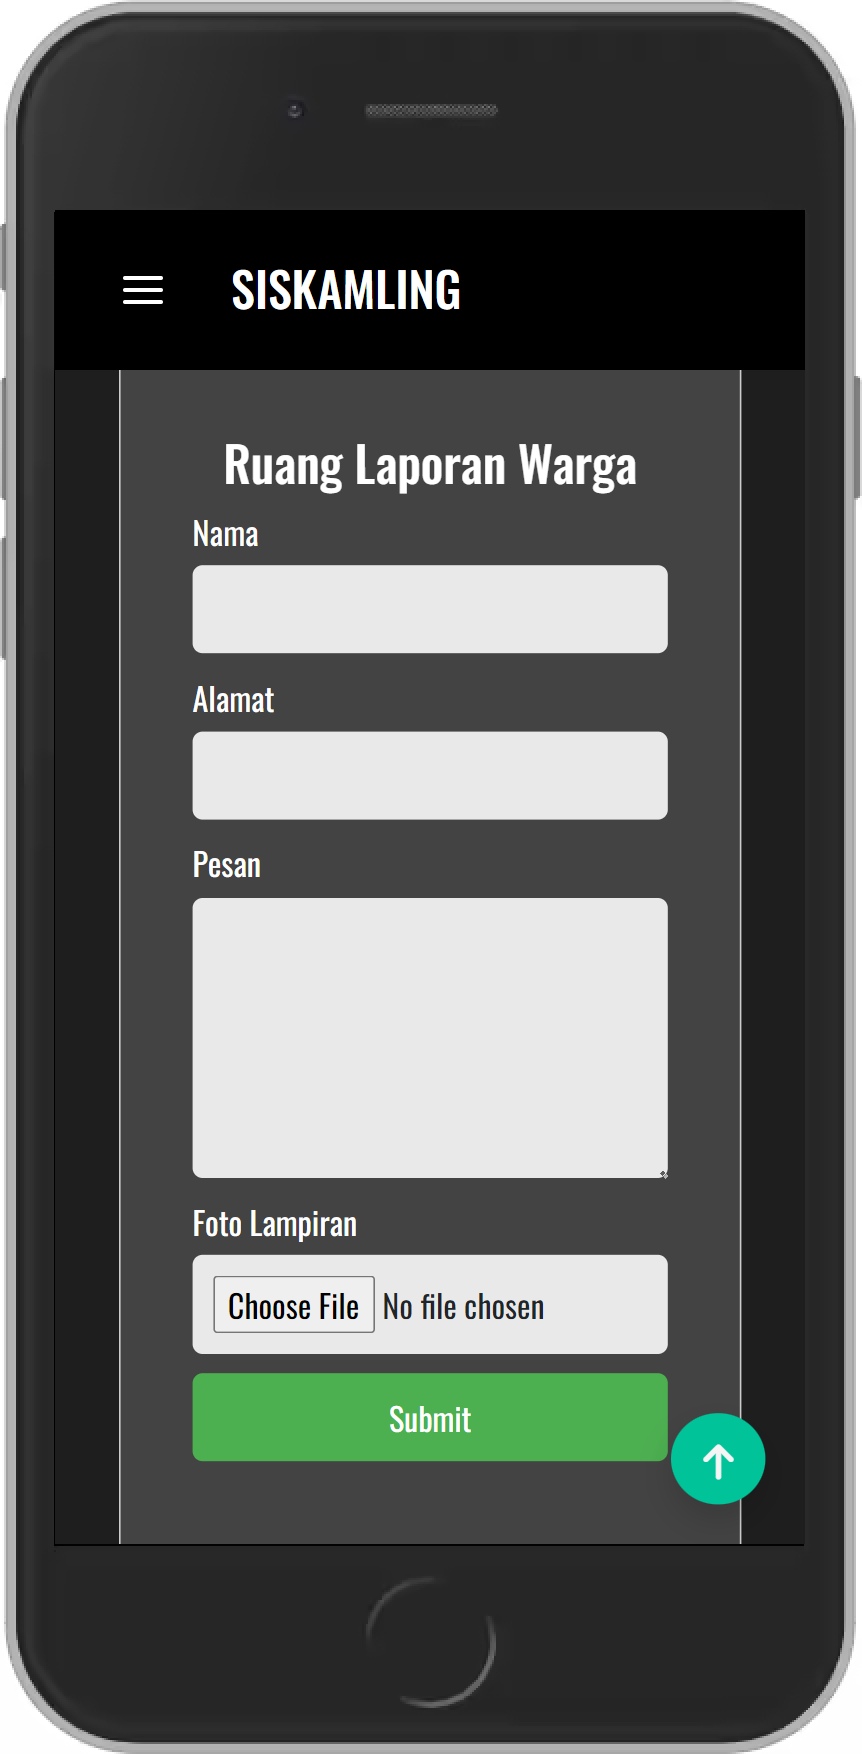 SISKAMLING
Ruang Laporan Warga
Nama
Alamat
Pesan
Foto Lampiran
Choose File No file chosen
Submit